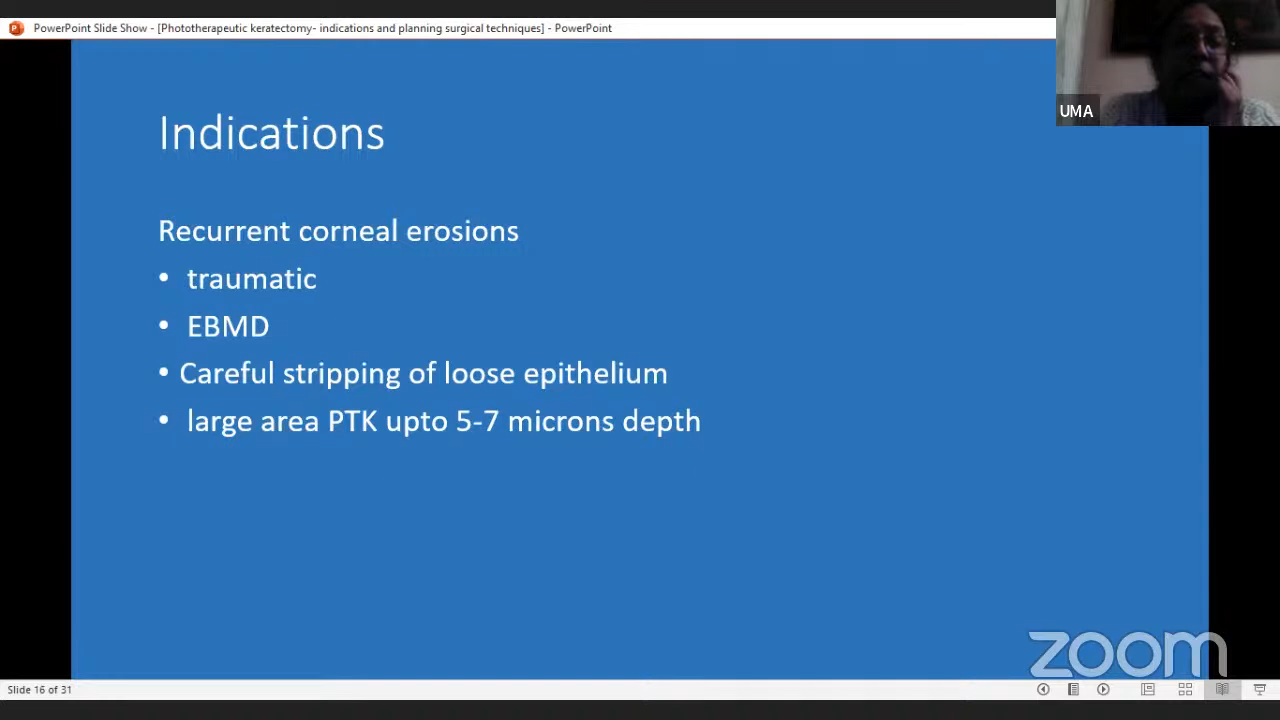 PowerPoint Slide Show - [Phototherapeutic keratectomy- indications and planning surgical techniques] - PowerPoint
UMA
Indications
Recurrent corneal erosions
• traumatic
• EBMD
• Careful stripping of loose epithelium
• large area PTK upto 5-7 microns depth
zoom
Slide 16 of 31